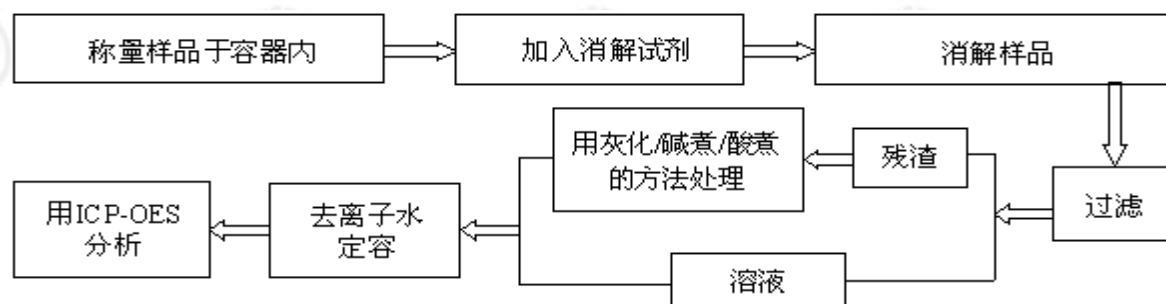 称量样品于容器内
加入消解试剂
消解样品
用灰化/碱煮/酸煮
的方法处理
残渣
过滤
用ICP-OES
分析
去离子水
定容
溶液